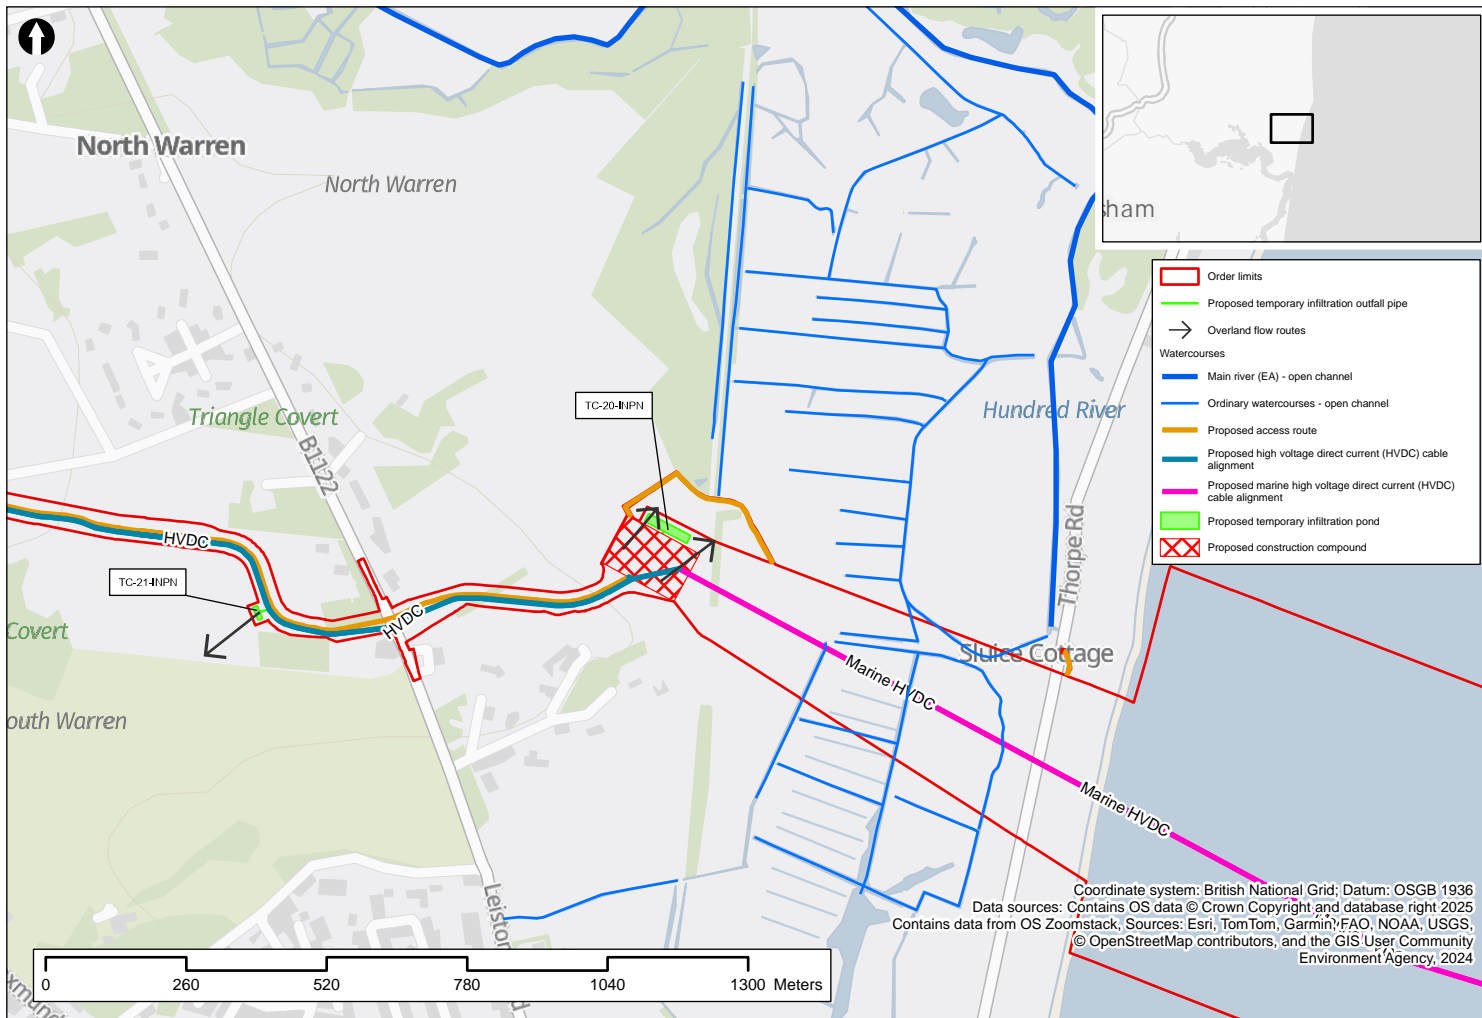 North Warren
North Warren
sham
Order limits
Proposed temporary infiltration outfall pipe
Overland flow routes
Watercourses
Main river (EA) - open channel
Ordinary watercourses - open channel
Proposed access route
Proposed high voltage direct current (HVDC) cable
alignment
Proposed marine high voltage direct current (HVDC)
cable alignment
Proposed temporary infiltration pond
Proposed construction compound
TC-20-INPN
Triangle Covert
Hundred River
B1122
HVDC
Thorpe Rd
TC-21-INPN
HVDC
Covert
Sluice Cottage
Marine HVDC
outh Warren
Marine HVDC
Leiston
d
xmund
Coordinate system: British National Grid; Datum: OSGB 1936
Data sources: Contains OS data © Crown Copyright and database right 2025
Contains data from OS Zoomstack, Sources: Esri, TomTom, Garmin, FAO, NOAA, USGS,
© OpenStreetMap contributors, and the GIS User Community
Environment Agency, 2024
0 260 520 780 1040 1300 Meters